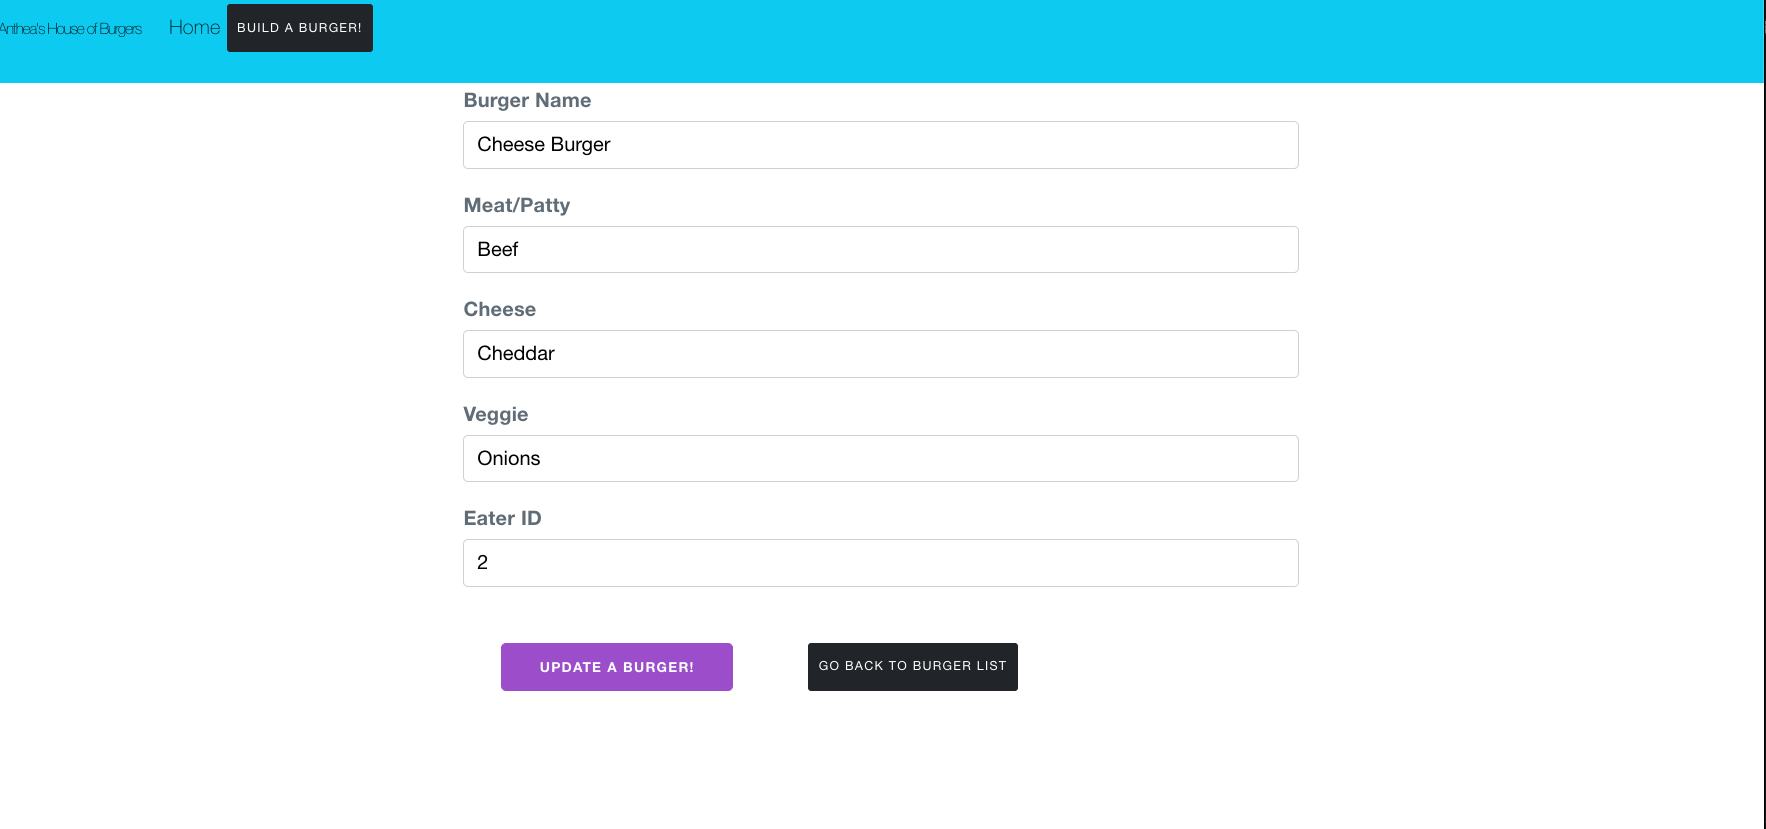 Anthea's House of Burgers Home BUILD A BURGER!
Burger Name
Cheese Burger
Meat/Patty
Beef
Cheese
Cheddar
Veggie
Onions
Eater ID
2
UPDATE A BURGER! GO BACK TO BURGER LIST